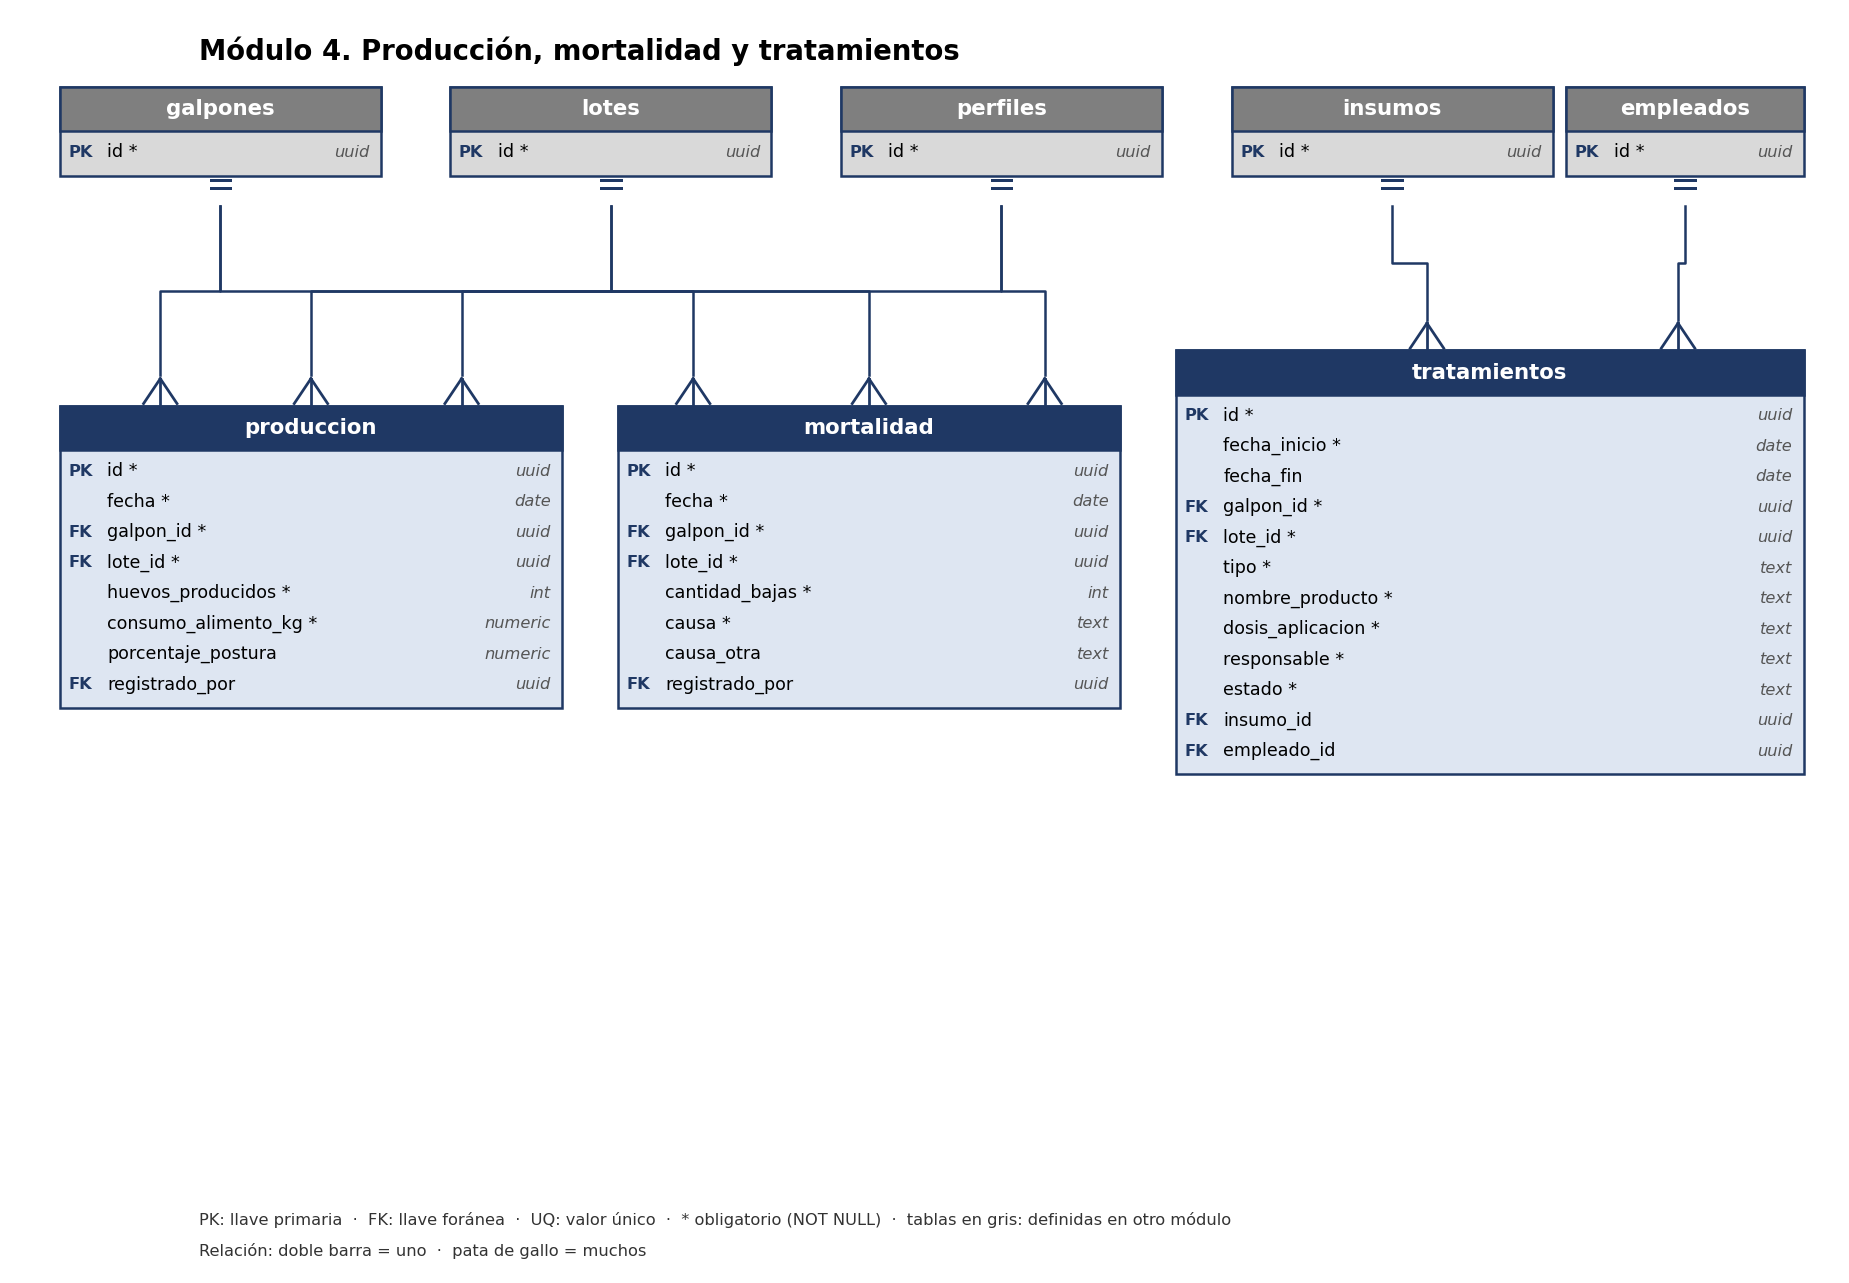 Módulo 4. Producción, mortalidad y tratamientos
galpones
PK id * uuid
lotes
PK id * uuid
perfiles
PK id * uuid
insumos
PK id * uuid
empleados
PK id * uuid
produccion
PK id * uuid
fecha * date
FK galpon_id * uuid
FK lote_id * uuid
huevos_producidos * int
consumo_alimento_kg * numeric
porcentaje_postura numeric
FK registrado_por uuid
mortalidad
PK id * uuid
fecha * date
FK galpon_id * uuid
FK lote_id * uuid
cantidad_bajas * int
causa * text
causa_otra text
FK registrado_por uuid
tratamientos
PK id * uuid
fecha_inicio * date
fecha_fin date
FK galpon_id * uuid
FK lote_id * uuid
tipo * text
nombre_producto * text
dosis_aplicacion * text
responsable * text
estado * text
FK insumo_id uuid
FK empleado_id uuid
PK: llave primaria · FK: llave foránea · UQ: valor único · * obligatorio (NOT NULL) · tablas en gris: definidas en otro módulo
Relación: doble barra = uno · pata de gallo = muchos